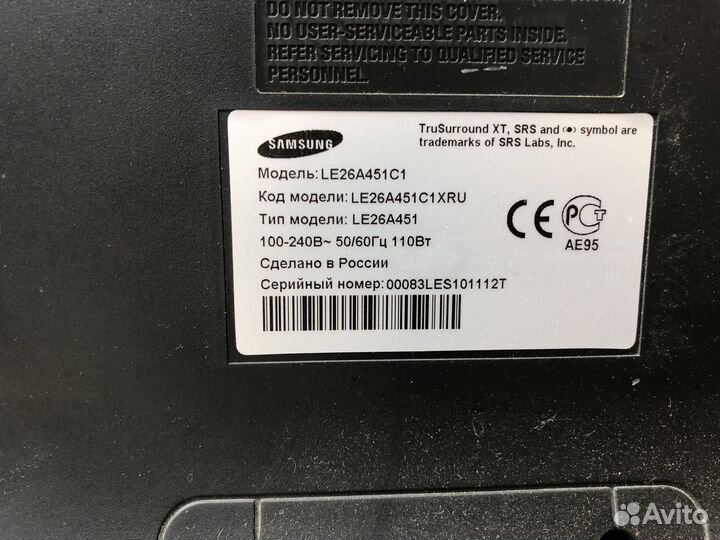 DO NOT REMOVE THIS COVER.
NO USER-SERVICEABLE PARTS INSIDE.
REFER SERVICING TO QUALIFIED SERVICE
PERSONNEL.
SAMSUNG
TruSurround XT, SRS and (●) symbol are
trademarks of SRS Labs, Inc.
Модель: LE26A451C1
Код модели: LE26A451C1XRU
Тип модели: LE26A451
100-240В~ 50/60Гц 110Вт
Сделано в России
Серийный номер: 00083LES101112T
CE
РСТ
АЕ95
Avito